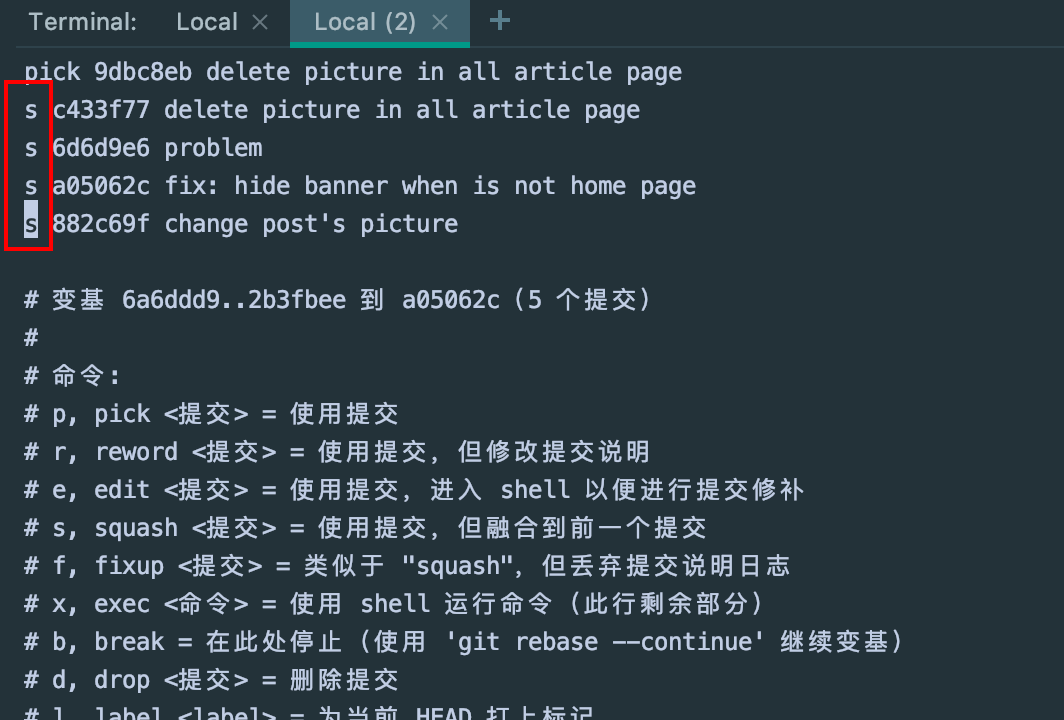 Terminal: Local × Local (2) × +
pick 9dbc8eb delete picture in all article page
s c433f77 delete picture in all article page
s 6d6d9e6 problem
s a05062c fix: hide banner when is not home page
s 882c69f change post's picture
# 变基 6a6ddd9..2b3fbee 到 a05062c（5 个提交）
#
# 命令:
# p, pick <提交> = 使用提交
# r, reword <提交> = 使用提交，但修改提交说明
# e, edit <提交> = 使用提交，进入 shell 以便进行提交修补
# s, squash <提交> = 使用提交，但融合到前一个提交
# f, fixup <提交> = 类似于 "squash"，但丢弃提交说明日志
# x, exec <命令> = 使用 shell 运行命令（此行剩余部分）
# b, break = 在此处停止（使用 'git rebase --continue' 继续变基）
# d, drop <提交> = 删除提交
# l, label <label> = 为当前 HEAD 打上标记